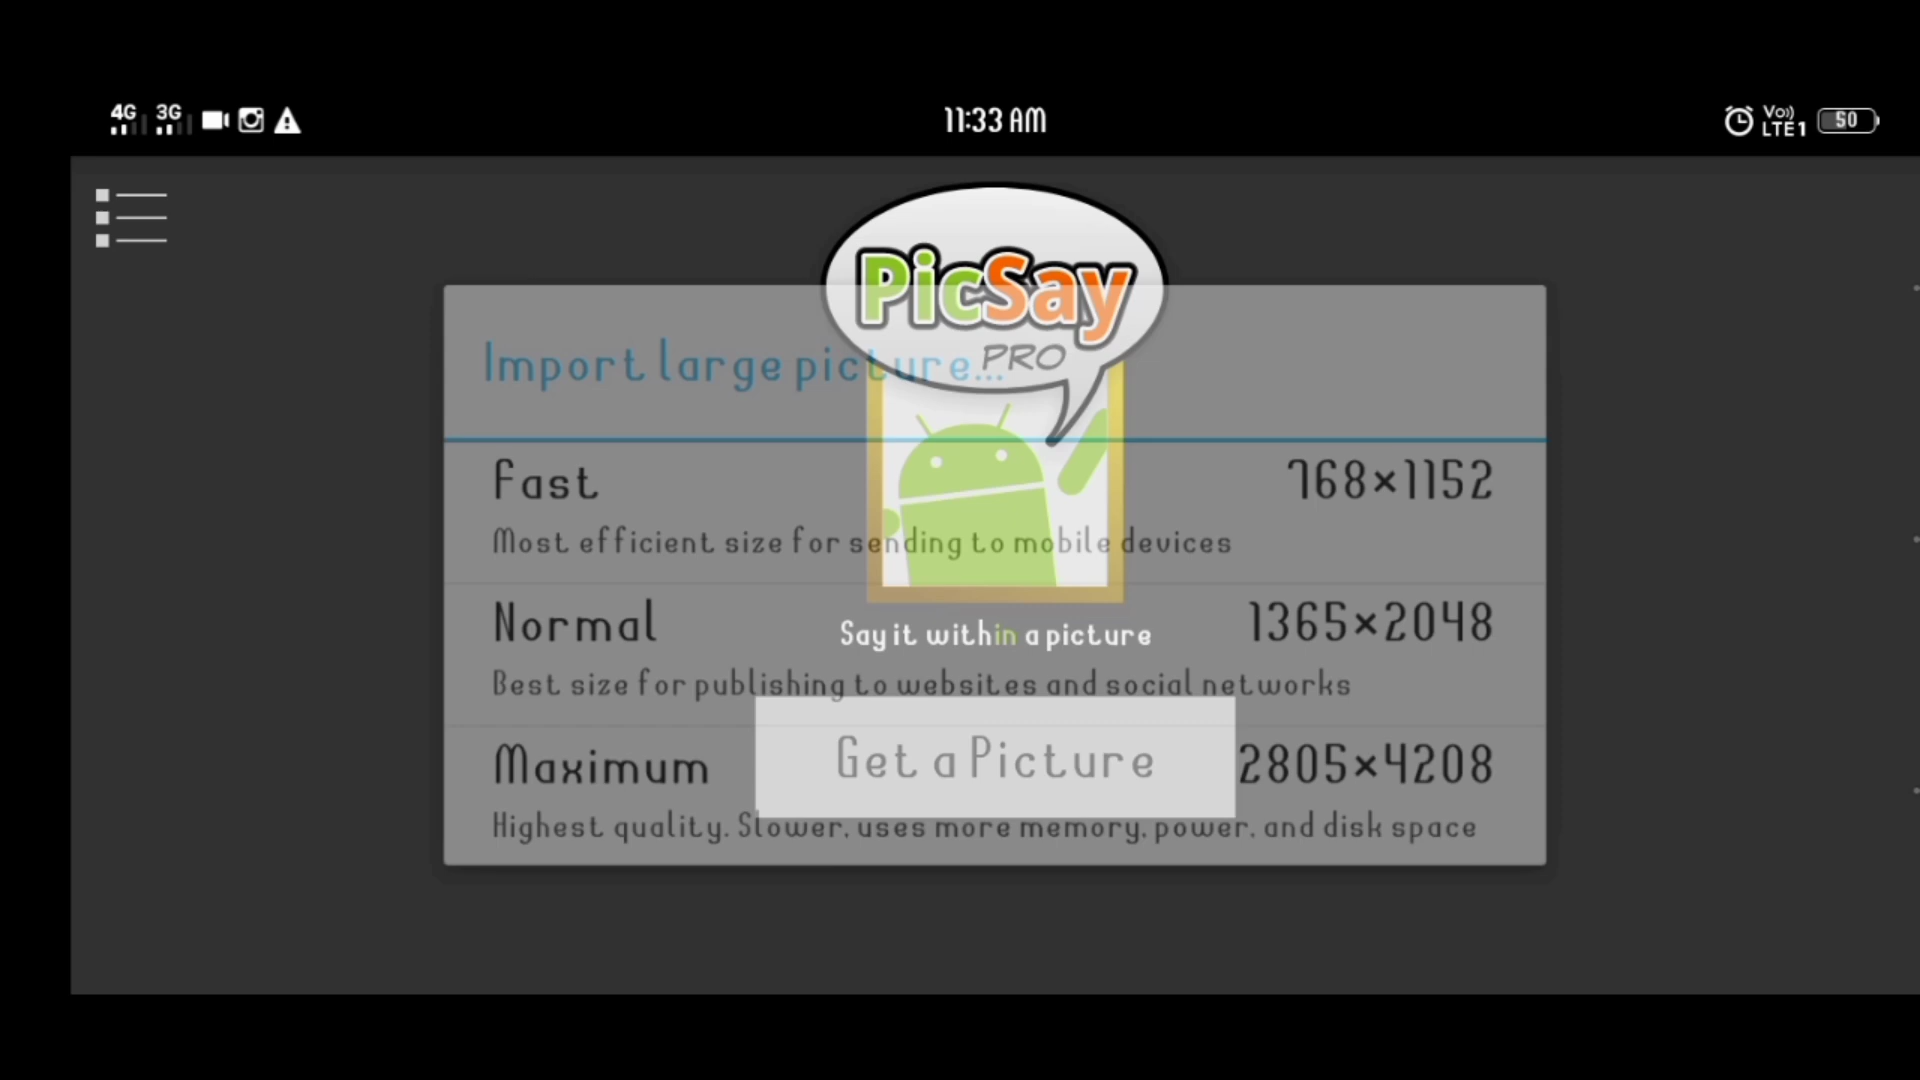 4G 3G 11:33 AM Vo)) LTE1 50
PicSay
PRO
Import large picture...
Fast 768×1152
Most efficient size for sending to mobile devices
Normal 1365×2048
Say it within a picture
Best size for publishing to websites and social networks
Maximum 2805×4208
Get a Picture
Highest quality. Slower, uses more memory, power, and disk space